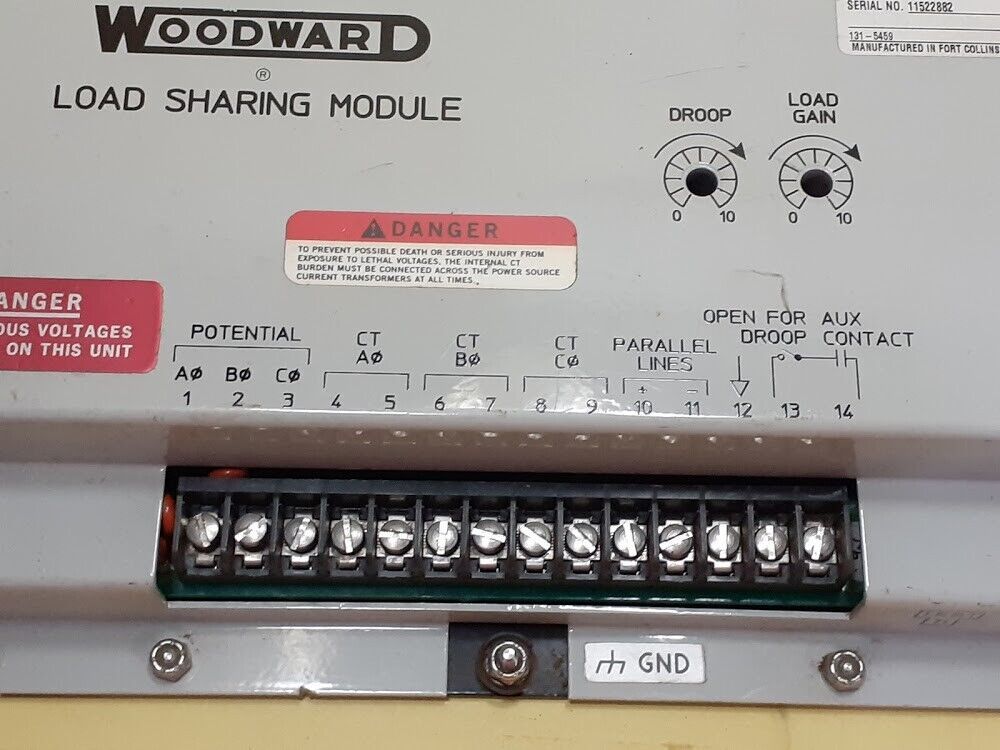 WOODWARD
®
LOAD SHARING MODULE
SERIAL NO. 11522882
131-5459
MANUFACTURED IN FORT COLLINS
DROOP
0 10
LOAD
GAIN
0 10
DANGER
TO PREVENT POSSIBLE DEATH OR SERIOUS INJURY FROM
EXPOSURE TO LETHAL VOLTAGES, THE INTERNAL CT
BURDEN MUST BE CONNECTED ACROSS THE POWER SOURCE
CURRENT TRANSFORMERS AT ALL TIMES.
ANGER
OUS VOLTAGES
ON THIS UNIT
POTENTIAL
AØ BØ CØ
CT
AØ
CT
BØ
CT
CØ
PARALLEL
LINES
+ −
OPEN FOR AUX
DROOP CONTACT
1 2 3 4 5 6 7 8 9 10 11 12 13 14
GND